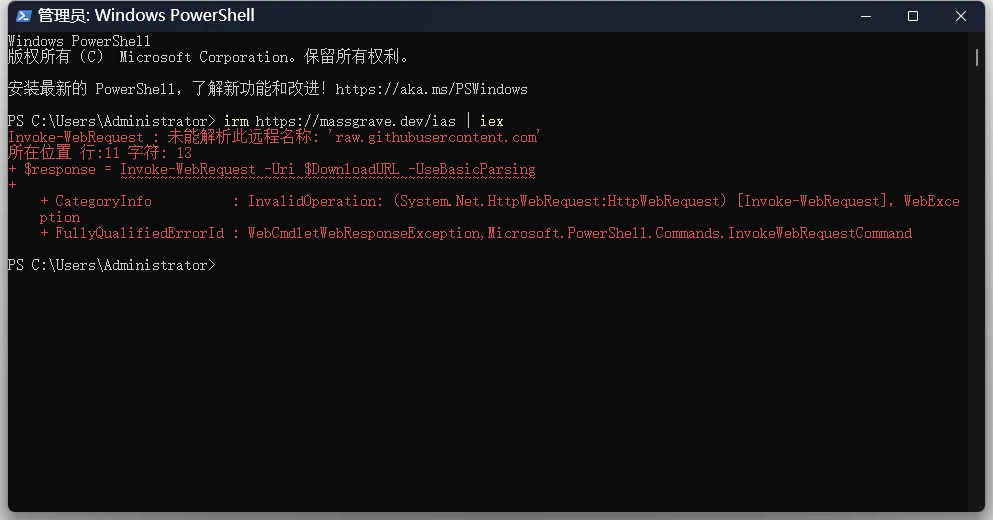 管理员: Windows PowerShell
Windows PowerShell
版权所有 (C) Microsoft Corporation。保留所有权利。
安装最新的 PowerShell，了解新功能和改进！https://aka.ms/PSWindows
PS C:\Users\Administrator> irm https://massgrave.dev/ias | iex
Invoke-WebRequest : 未能解析此远程名称: 'raw.githubusercontent.com'
所在位置 行:11 字符: 13
+ $response = Invoke-WebRequest -Uri $DownloadURL -UseBasicParsing
+             ~~~~~~~~~~~~~~~~~~~~~~~~~~~~~~~~~~~~~~~~~~~~~~~~~~~~
+ CategoryInfo          : InvalidOperation: (System.Net.HttpWebRequest:HttpWebRequest) [Invoke-WebRequest]，WebExce
ption
+ FullyQualifiedErrorId : WebCmdletWebResponseException,Microsoft.PowerShell.Commands.InvokeWebRequestCommand
PS C:\Users\Administrator>